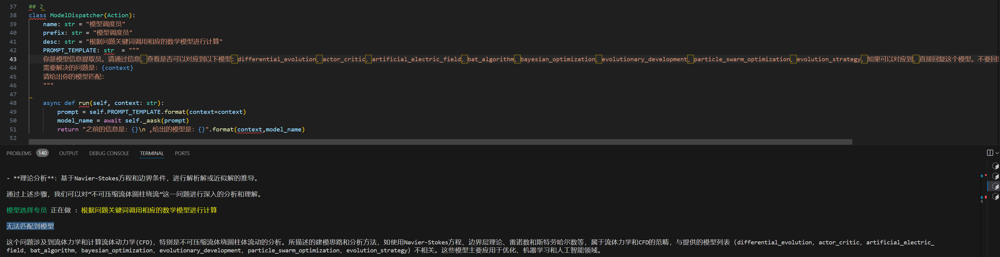 37 ## 2
38 class ModelDispatcher(Action):
39 name: str = "模型调度员"
40 prefix: str = "模型调度员"
41 desc: str = "根据问题关键词调用相应的数学模型进行计算"
42 PROMPT_TEMPLATE: str  = """
43 你是模型信息提取员。请通过信息，查看是否可以对应到以下模型：differential_evolution，actor_critic，artificial_electric_field，bat_algorithm，bayesian_optimization，evolutionary_development，particle_swarm_optimization，evolution_strategy，如果可以对应到，直接回复这个模型。不要回
44 需要解决的问题是：{context}
45 请给出你的模型匹配：
46 """
47
48 async def run(self, context: str):
49 prompt = self.PROMPT_TEMPLATE.format(context=context)
50 model_name = await self._aask(prompt)
51 return "之前的信息是：{}\n ,给出的模型是：{}".format(context,model_name)
52
PROBLEMS 140 OUTPUT DEBUG CONSOLE TERMINAL PORTS
- **理论分析**：基于Navier-Stokes方程和边界条件，进行解析解或近似解的推导。
通过上述步骤，我们可以对“不可压缩流体圆柱绕流”这一问题进行深入的分析和理解。
模型选择专员 正在做 : 根据问题关键词调用相应的数学模型进行计算
无法匹配到模型
这个问题涉及到流体力学和计算流体动力学(CFD)，特别是不可压缩流体绕圆柱体流动的分析。所描述的建模思路和分析方法，如使用Navier-Stokes方程、边界层理论、雷诺数和斯特劳哈尔数等，属于流体力学和CFD的范畴，与提供的模型列表（differential_evolution, actor_critic, artificial_electric_
field, bat_algorithm, bayesian_optimization, evolutionary_development, particle_swarm_optimization, evolution_strategy）不相关。这些模型主要应用于优化、机器学习和人工智能领域。